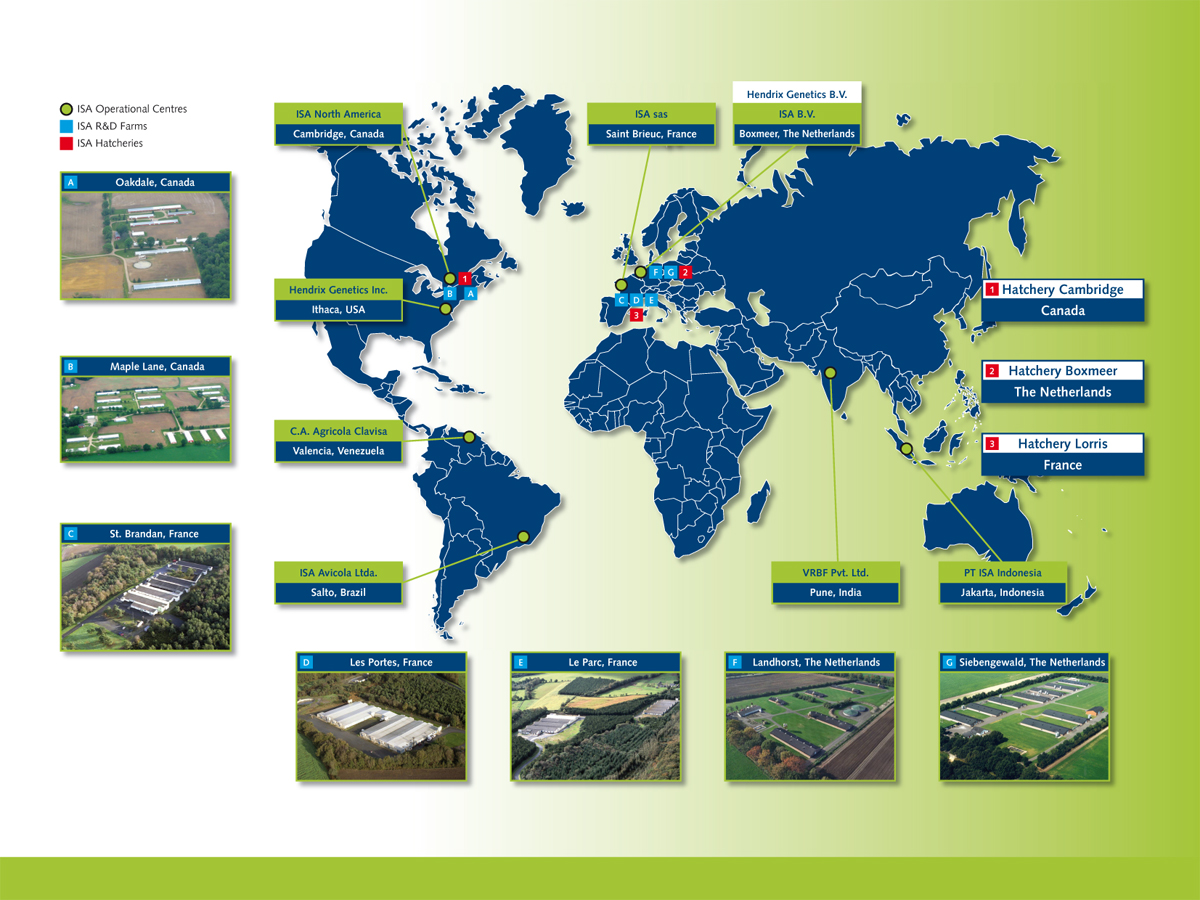 ISA Operational Centres
ISA R&D Farms
ISA Hatcheries
A Oakdale, Canada
B Maple Lane, Canada
C St. Brandan, France
ISA North America
Cambridge, Canada
Hendrix Genetics Inc.
Ithaca, USA
C.A. Agricola Clavisa
Valencia, Venezuela
ISA Avicola Ltda.
Salto, Brazil
ISA sas
Saint Brieuc, France
Hendrix Genetics B.V.
ISA B.V.
Boxmeer, The Netherlands
1
B A
F G 2
C D E
3
1 Hatchery Cambridge
Canada
2 Hatchery Boxmeer
The Netherlands
3 Hatchery Lorris
France
VRBF Pvt. Ltd.
Pune, India
PT ISA Indonesia
Jakarta, Indonesia
D Les Portes, France
E Le Parc, France
F Landhorst, The Netherlands
G Siebengewald, The Netherlands